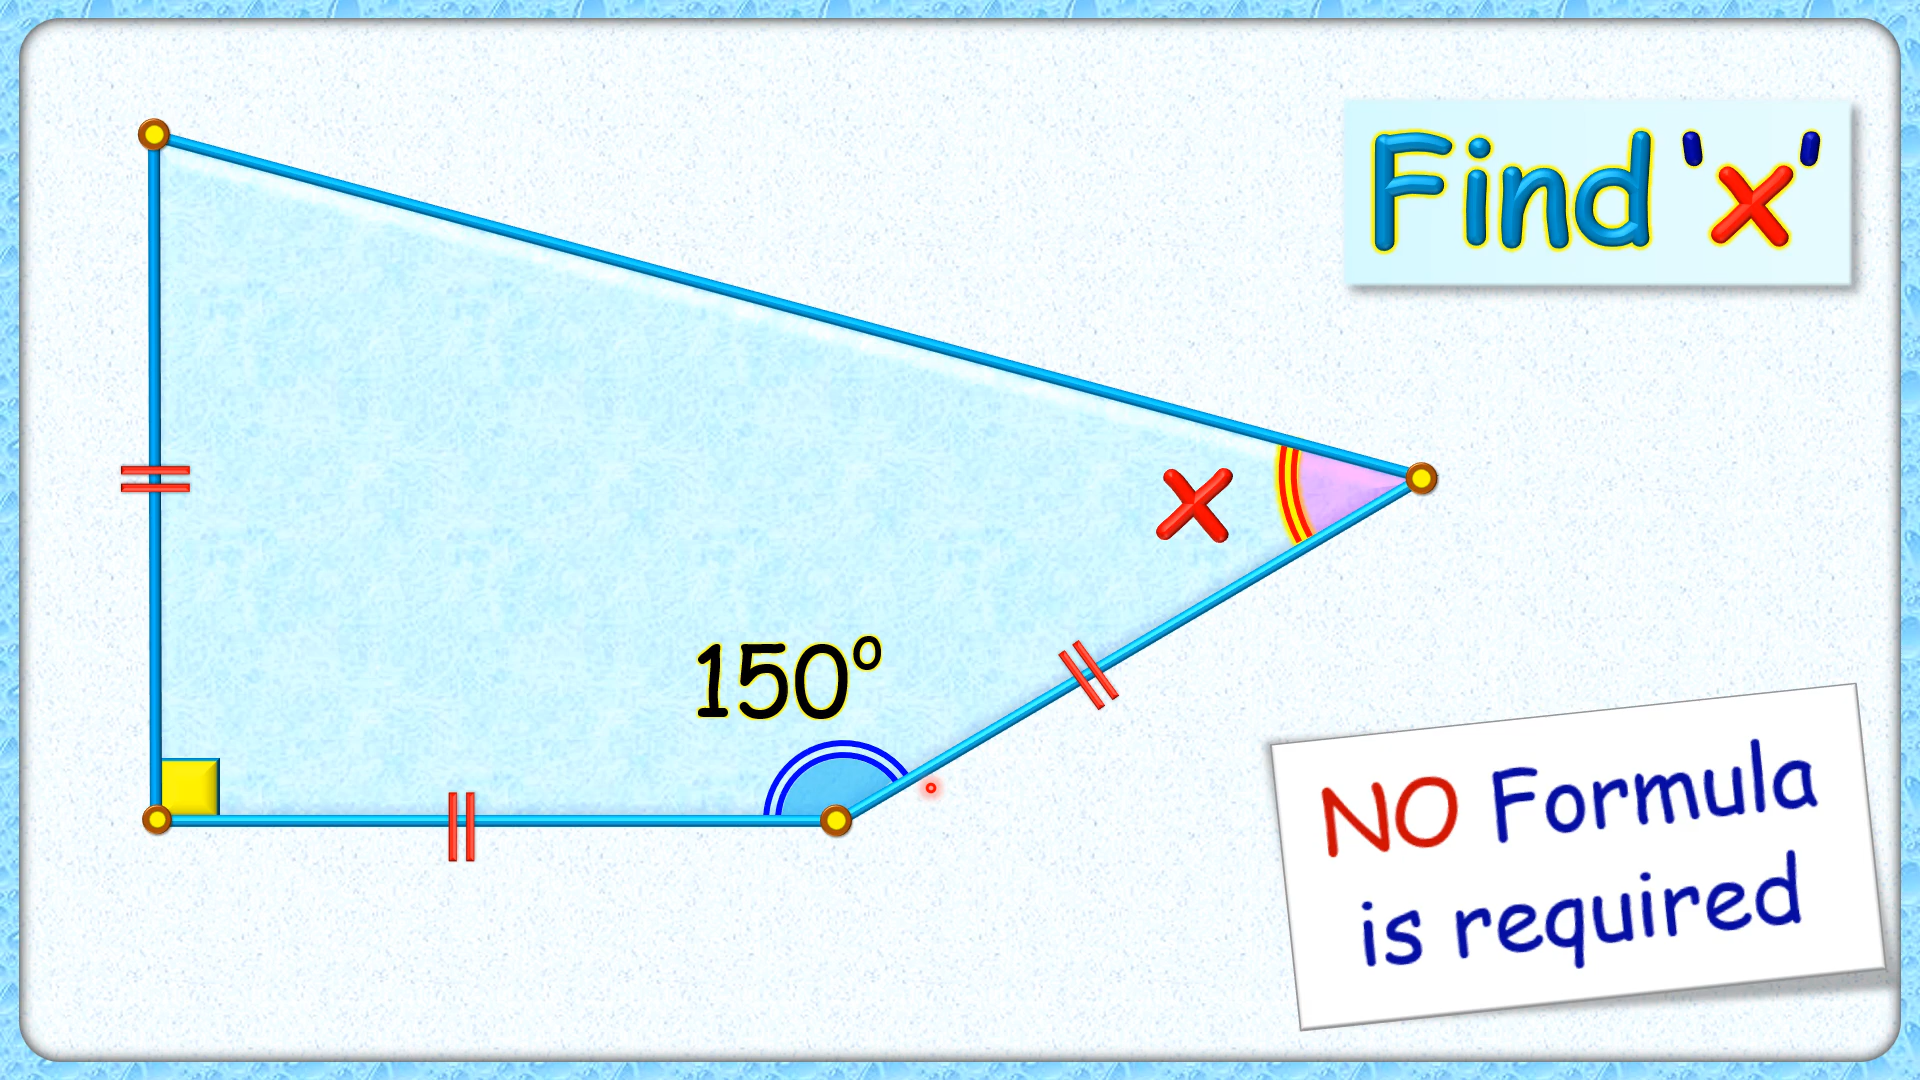 Find 'x'
x
150°
NO Formula
is required